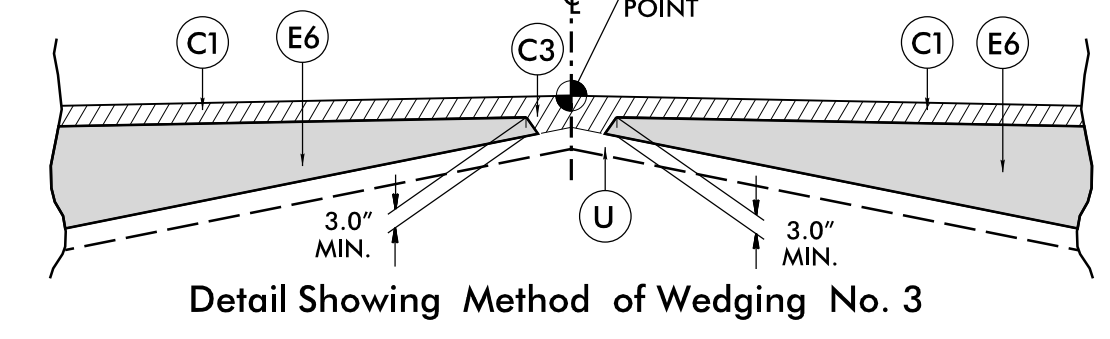 ℄
POINT
C1
E6
C3
C1
E6
3.0"
MIN.
U
3.0"
MIN.
Detail Showing Method of Wedging No. 3